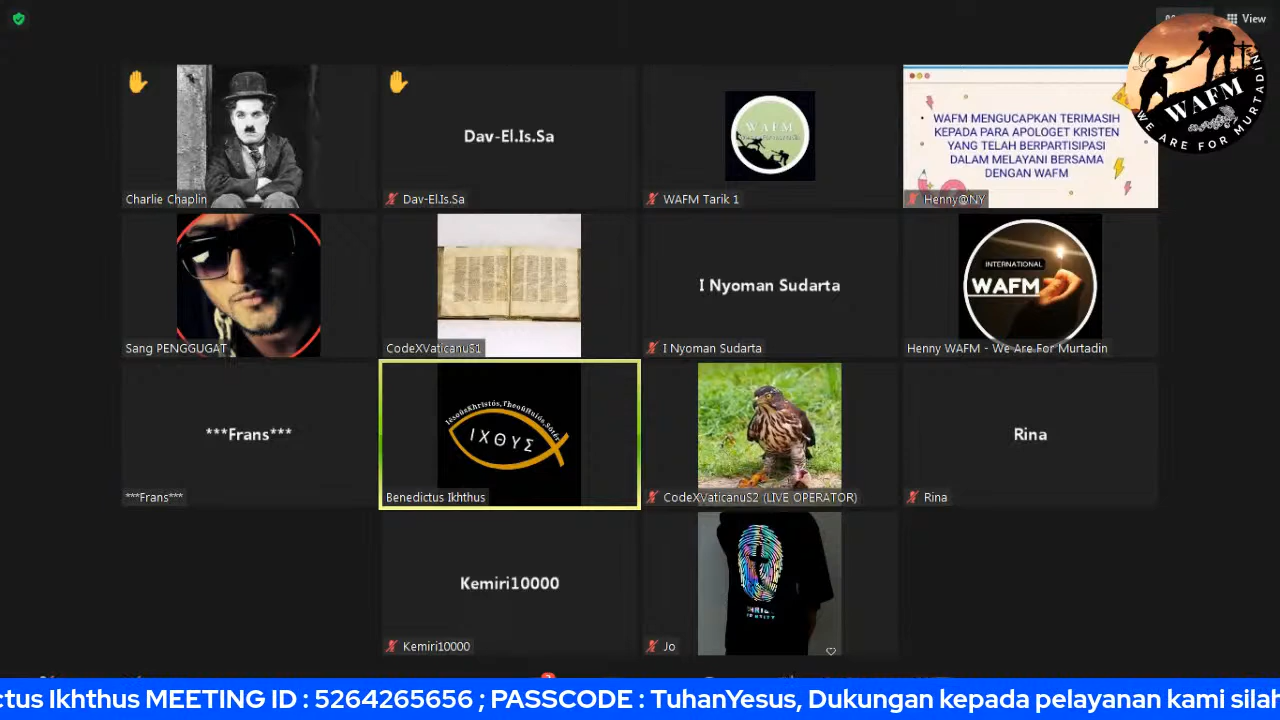 View
WAFM
WE ARE FOR MURTADIN
Charlie Chaplin
Dav-El.Is.Sa
Dav-El.Is.Sa
WAFM
WAFM Tarik 1
• WAFM MENGUCAPKAN TERIMASIH
KEPADA PARA APOLOGET KRISTEN
YANG TELAH BERPARTISIPASI
DALAM MELAYANI BERSAMA
DENGAN WAFM
Henny@NY
Sang PENGGUGAT
CodeXVaticanuS1
I Nyoman Sudarta
I Nyoman Sudarta
INTERNATIONAL
WAFM
Henny WAFM - We Are For Murtadin
***Frans***
***Frans***
IésoûsKhristós,TheoûHuiós,Sōtér
ΙΧΘΥΣ
Benedictus Ikhthus
CodeXVaticanuS2 (LIVE OPERATOR)
Rina
Rina
Kemiri10000
Kemiri10000
Jo
ctus Ikhthus MEETING ID : 5264265656 ; PASSCODE : TuhanYesus, Dukungan kepada pelayanan kami silah